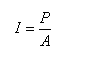 I = P/A